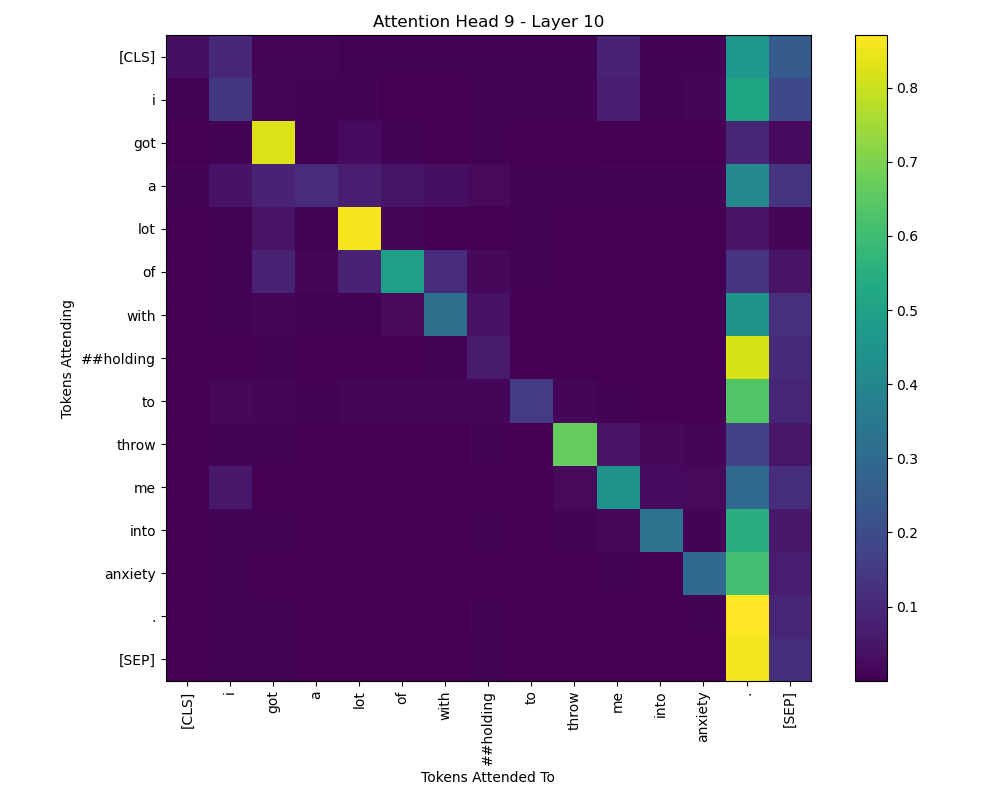 Attention Head 9 - Layer 10
[CLS]
i
got
a
lot
of
with
##holding
to
throw
me
into
anxiety
.
[SEP]
Tokens Attending
[CLS]
i
got
a
lot
of
with
##holding
to
throw
me
into
anxiety
.
[SEP]
Tokens Attended To
0.8
0.7
0.6
0.5
0.4
0.3
0.2
0.1